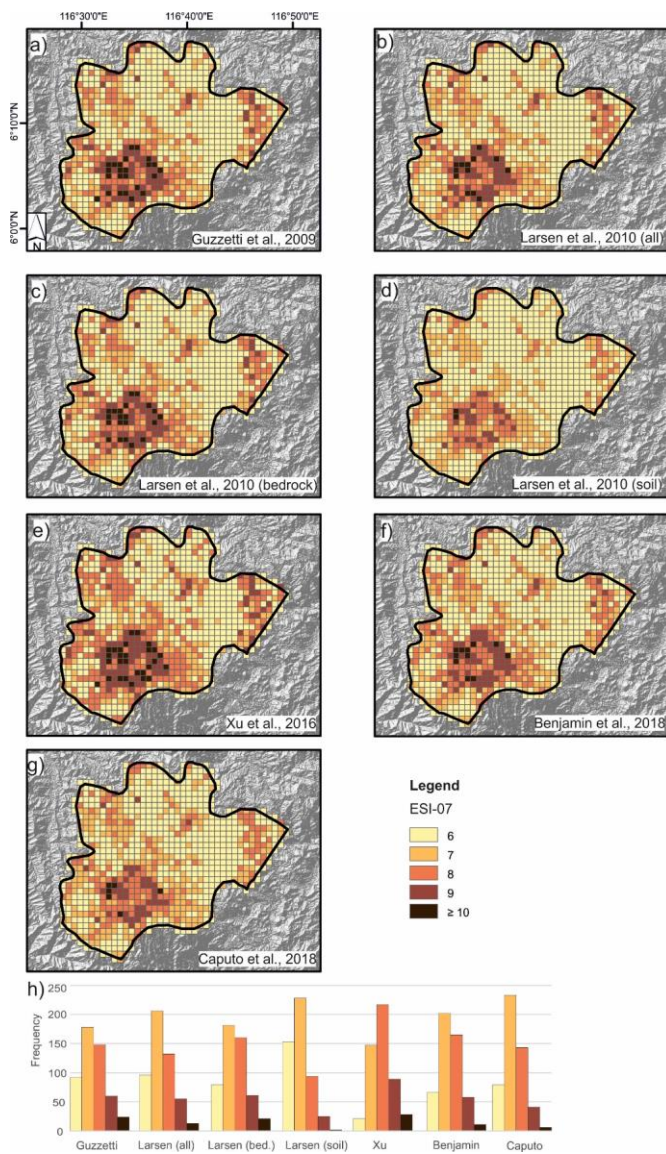 116°30'0"E 116°40'0"E 116°50'0"E
a)
6°10'0"N
6°0'0"N
N
Guzzetti et al., 2009
b)
Larsen et al., 2010 (all)
c)
Larsen et al., 2010 (bedrock)
d)
Larsen et al., 2010 (soil)
e)
Xu et al., 2016
f)
Benjamin et al., 2018
g)
Caputo et al., 2018
Legend
ESI-07
6
7
8
9
≥ 10
h)
Frequency
250
200
150
100
50
0
Guzzetti Larsen (all) Larsen (bed.) Larsen (soil) Xu Benjamin Caputo